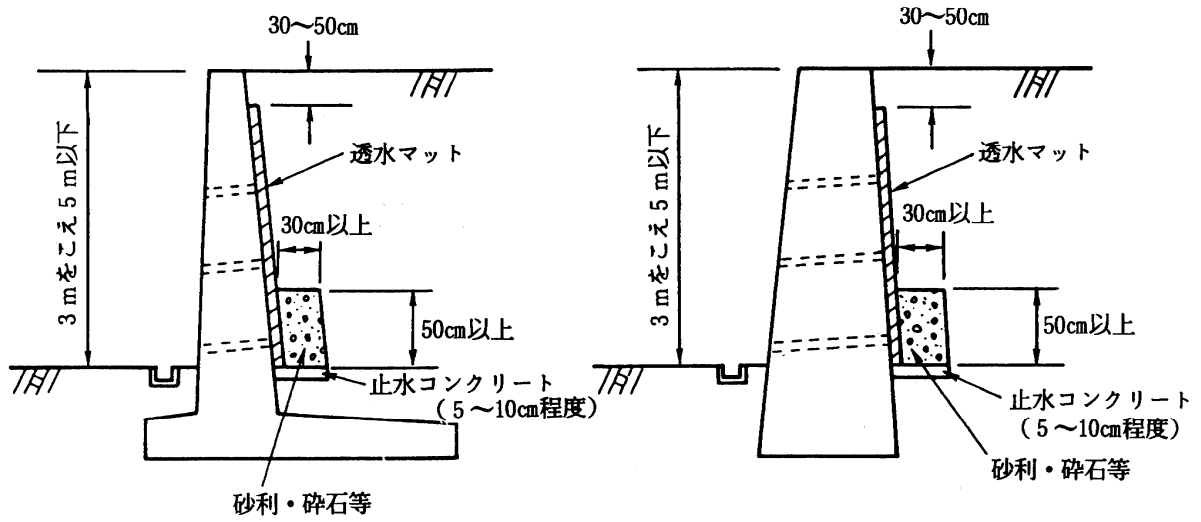 30〜50cm
3mをこえ5m以下
透水マット
30cm以上
50cm以上
止水コンクリート
(5〜10cm程度)
砂利・砕石等
30〜50cm
3mをこえ5m以下
透水マット
30cm以上
50cm以上
止水コンクリート
(5〜10cm程度)
砂利・砕石等